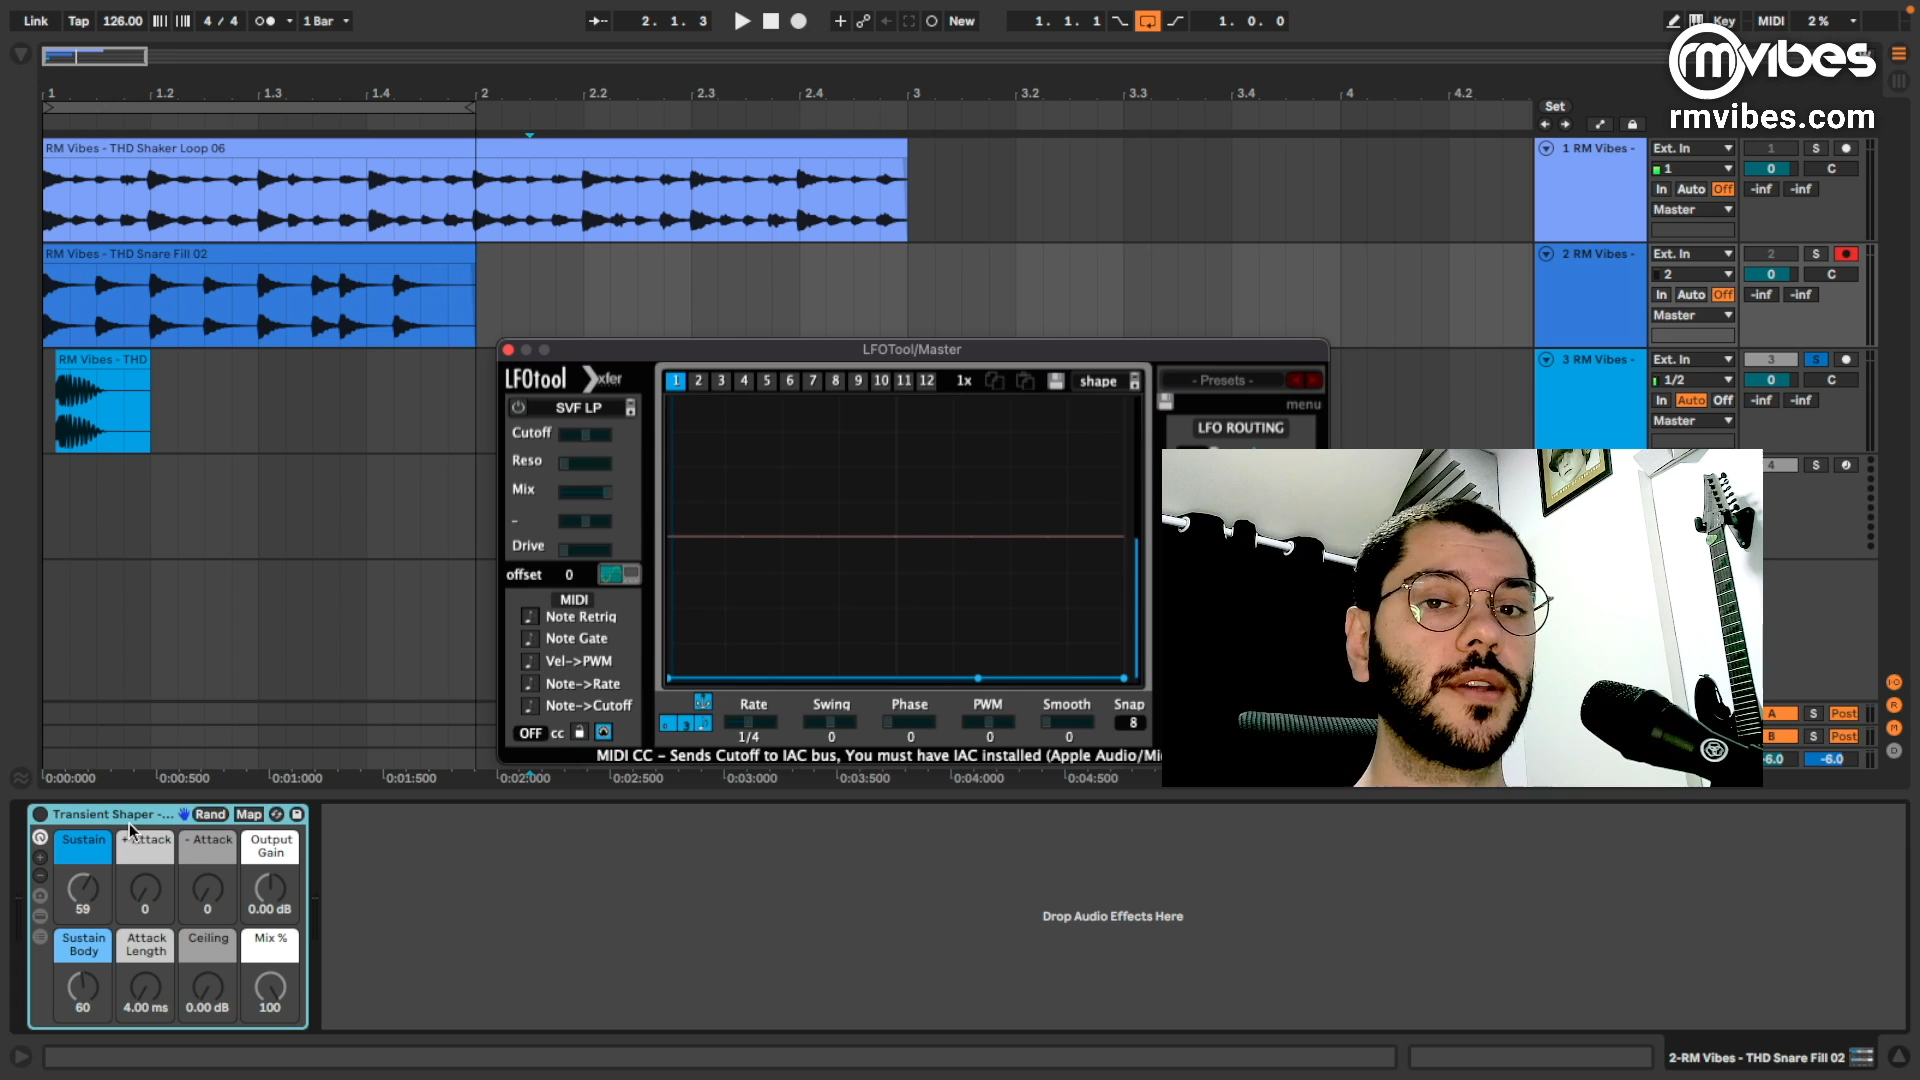 Link Tap 126.00 4 / 4 1 Bar 2. 1. 3 New 1. 1. 1 1. 0. 0 Key MIDI 2%
rmvibes
rmvibes.com
1 1.2 1.3 1.4 2 2.2 2.3 2.4 3 3.2 3.3 3.4 4 4.2
Set
RM Vibes - THD Shaker Loop 06
1 RM Vibes - Ext. In 1 S
1 0 C
In Auto Off -inf -inf
Master
RM Vibes - THD Snare Fill 02
2 RM Vibes - Ext. In 2 S
2 0 C
In Auto Off -inf -inf
Master
RM Vibes - THD
3 RM Vibes - Ext. In 3 S
1/2 0 C
In Auto Off -inf -inf
Master
4 S
A S Post
B S Post
-6.0 -6.0
LFOTool/Master
LFOtool xfer
1 2 3 4 5 6 7 8 9 10 11 12 1x shape
- Presets -
menu
LFO ROUTING
SVF LP
Cutoff
Reso
Mix
-
Drive
offset 0
MIDI
Note Retrig
Note Gate
Vel->PWM
Note->Rate
Note->Cutoff
OFF cc
Rate Swing Phase PWM Smooth Snap
1/4 0 0 0 0 8
MIDI CC - Sends Cutoff to IAC bus, You must have IAC installed (Apple Audio/Mi
0:00:000 0:00:500 0:01:000 0:01:500 0:02:000 0:02:500 0:03:000 0:03:500 0:04:000 0:04:500
I/O
R
M
D
Transient Shaper -... Rand Map
Sustain + Attack - Attack Output Gain
59 0 0 0.00 dB
Sustain Body Attack Length Ceiling Mix %
60 4.00 ms 0.00 dB 100
Drop Audio Effects Here
2-RM Vibes - THD Snare Fill 02